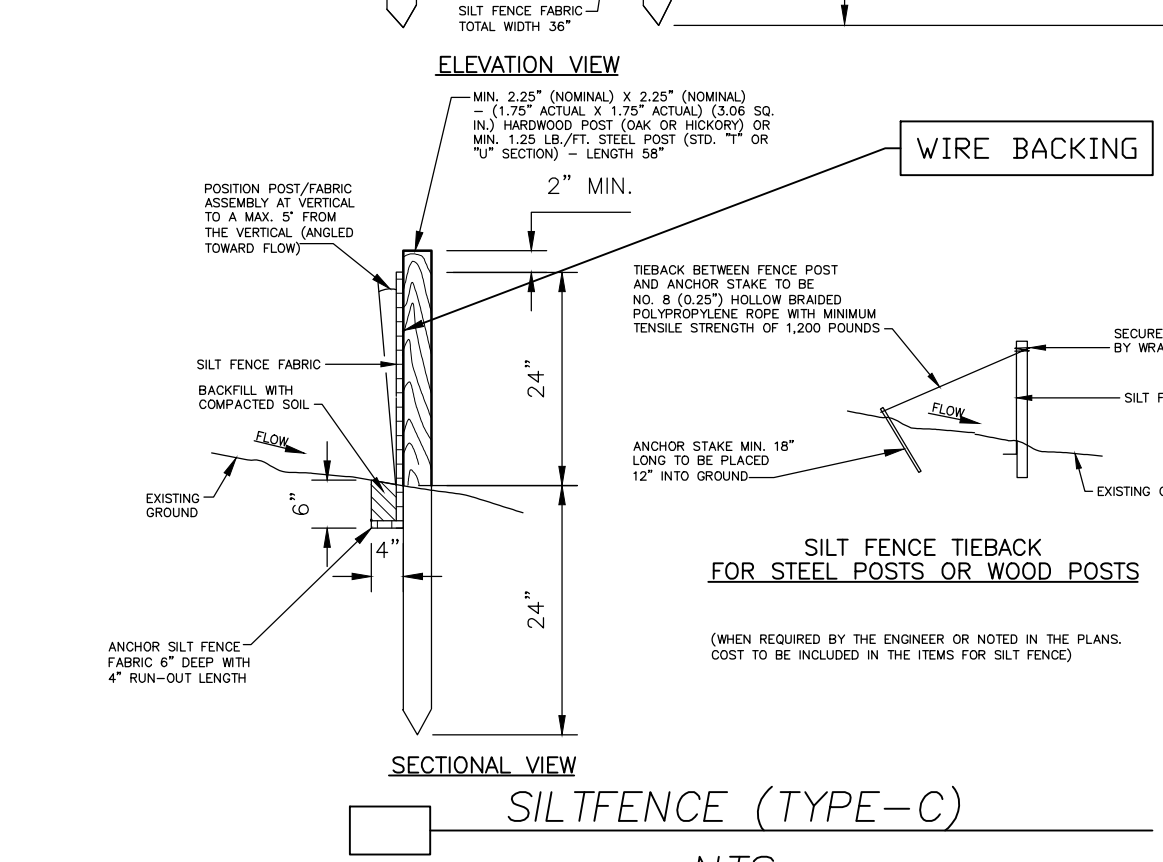 SILT FENCE FABRIC
TOTAL WIDTH 36"
ELEVATION VIEW
MIN. 2.25" (NOMINAL) X 2.25" (NOMINAL)
– (1.75" ACTUAL X 1.75" ACTUAL) (3.06 SQ.
IN.) HARDWOOD POST (OAK OR HICKORY) OR
MIN. 1.25 LB./FT. STEEL POST (STD. "T" OR
"U" SECTION) – LENGTH 58"
WIRE BACKING
2" MIN.
POSITION POST/FABRIC
ASSEMBLY AT VERTICAL
TO A MAX. 5° FROM
THE VERTICAL (ANGLED
TOWARD FLOW)
SILT FENCE FABRIC
BACKFILL WITH
COMPACTED SOIL
FLOW
EXISTING
GROUND
6"
4"
24"
24"
ANCHOR SILT FENCE
FABRIC 6" DEEP WITH
4" RUN–OUT LENGTH
SECTIONAL VIEW
TIEBACK BETWEEN FENCE POST
AND ANCHOR STAKE TO BE
NO. 8 (0.25") HOLLOW BRAIDED
POLYPROPYLENE ROPE WITH MINIMUM
TENSILE STRENGTH OF 1,200 POUNDS
SECURE
BY WRA
SILT F
FLOW
ANCHOR STAKE MIN. 18"
LONG TO BE PLACED
12" INTO GROUND
EXISTING
SILT FENCE TIEBACK
FOR STEEL POSTS OR WOOD POSTS
(WHEN REQUIRED BY THE ENGINEER OR NOTED IN THE PLANS.
COST TO BE INCLUDED IN THE ITEMS FOR SILT FENCE)
SILTFENCE (TYPE–C)